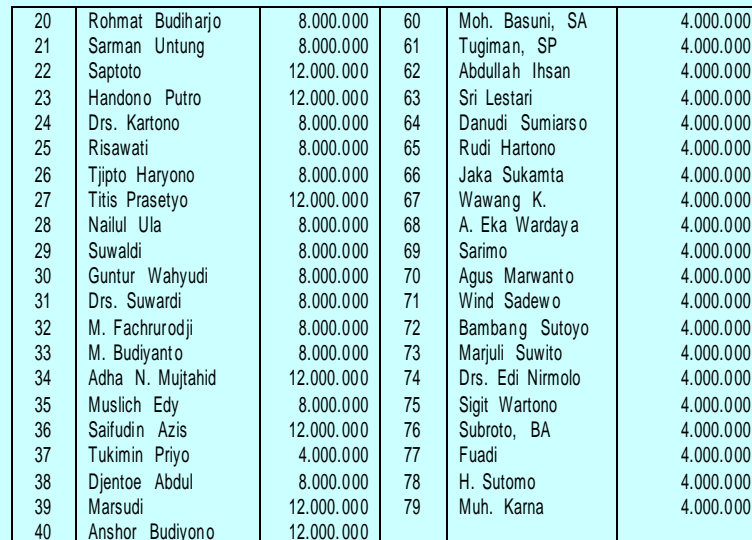 20 Rohmat Budiharjo 8.000.000 60 Moh. Basuni, SA 4.000.000
21 Sarman Untung 8.000.000 61 Tugiman, SP 4.000.000
22 Saptoto 12.000.000 62 Abdullah Ihsan 4.000.000
23 Handono Putro 12.000.000 63 Sri Lestari 4.000.000
24 Drs. Kartono 8.000.000 64 Danudi Sumiarso 4.000.000
25 Risawati 8.000.000 65 Rudi Hartono 4.000.000
26 Tjipto Haryono 8.000.000 66 Jaka Sukamta 4.000.000
27 Titis Prasetyo 12.000.000 67 Wawang K. 4.000.000
28 Nailul Ula 8.000.000 68 A. Eka Wardaya 4.000.000
29 Suwaldi 8.000.000 69 Sarimo 4.000.000
30 Guntur Wahyudi 8.000.000 70 Agus Marwanto 4.000.000
31 Drs. Suwardi 8.000.000 71 Wind Sadewo 4.000.000
32 M. Fachrurodji 8.000.000 72 Bambang Sutoyo 4.000.000
33 M. Budiyanto 8.000.000 73 Marjuli Suwito 4.000.000
34 Adha N. Mujtahid 12.000.000 74 Drs. Edi Nirmolo 4.000.000
35 Muslich Edy 8.000.000 75 Sigit Wartono 4.000.000
36 Saifudin Azis 12.000.000 76 Subroto, BA 4.000.000
37 Tukimin Priyo 4.000.000 77 Fuadi 4.000.000
38 Djentoe Abdul 8.000.000 78 H. Sutomo 4.000.000
39 Marsudi 12.000.000 79 Muh. Karna 4.000.000
40 Anshor Budiyono 12.000.000